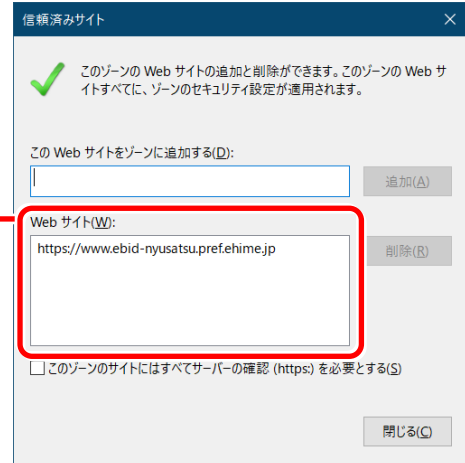 信頼済みサイト
このゾーンの Web サイトの追加と削除ができます。このゾーンの Web サ
イトすべてに、ゾーンのセキュリティ設定が適用されます。
この Web サイトをゾーンに追加する(D):
追加(A)
Web サイト(W):
https://www.ebid-nyusatsu.pref.ehime.jp
削除(R)
このゾーンのサイトにはすべてサーバーの確認 (https:) を必要とする(S)
閉じる(C)